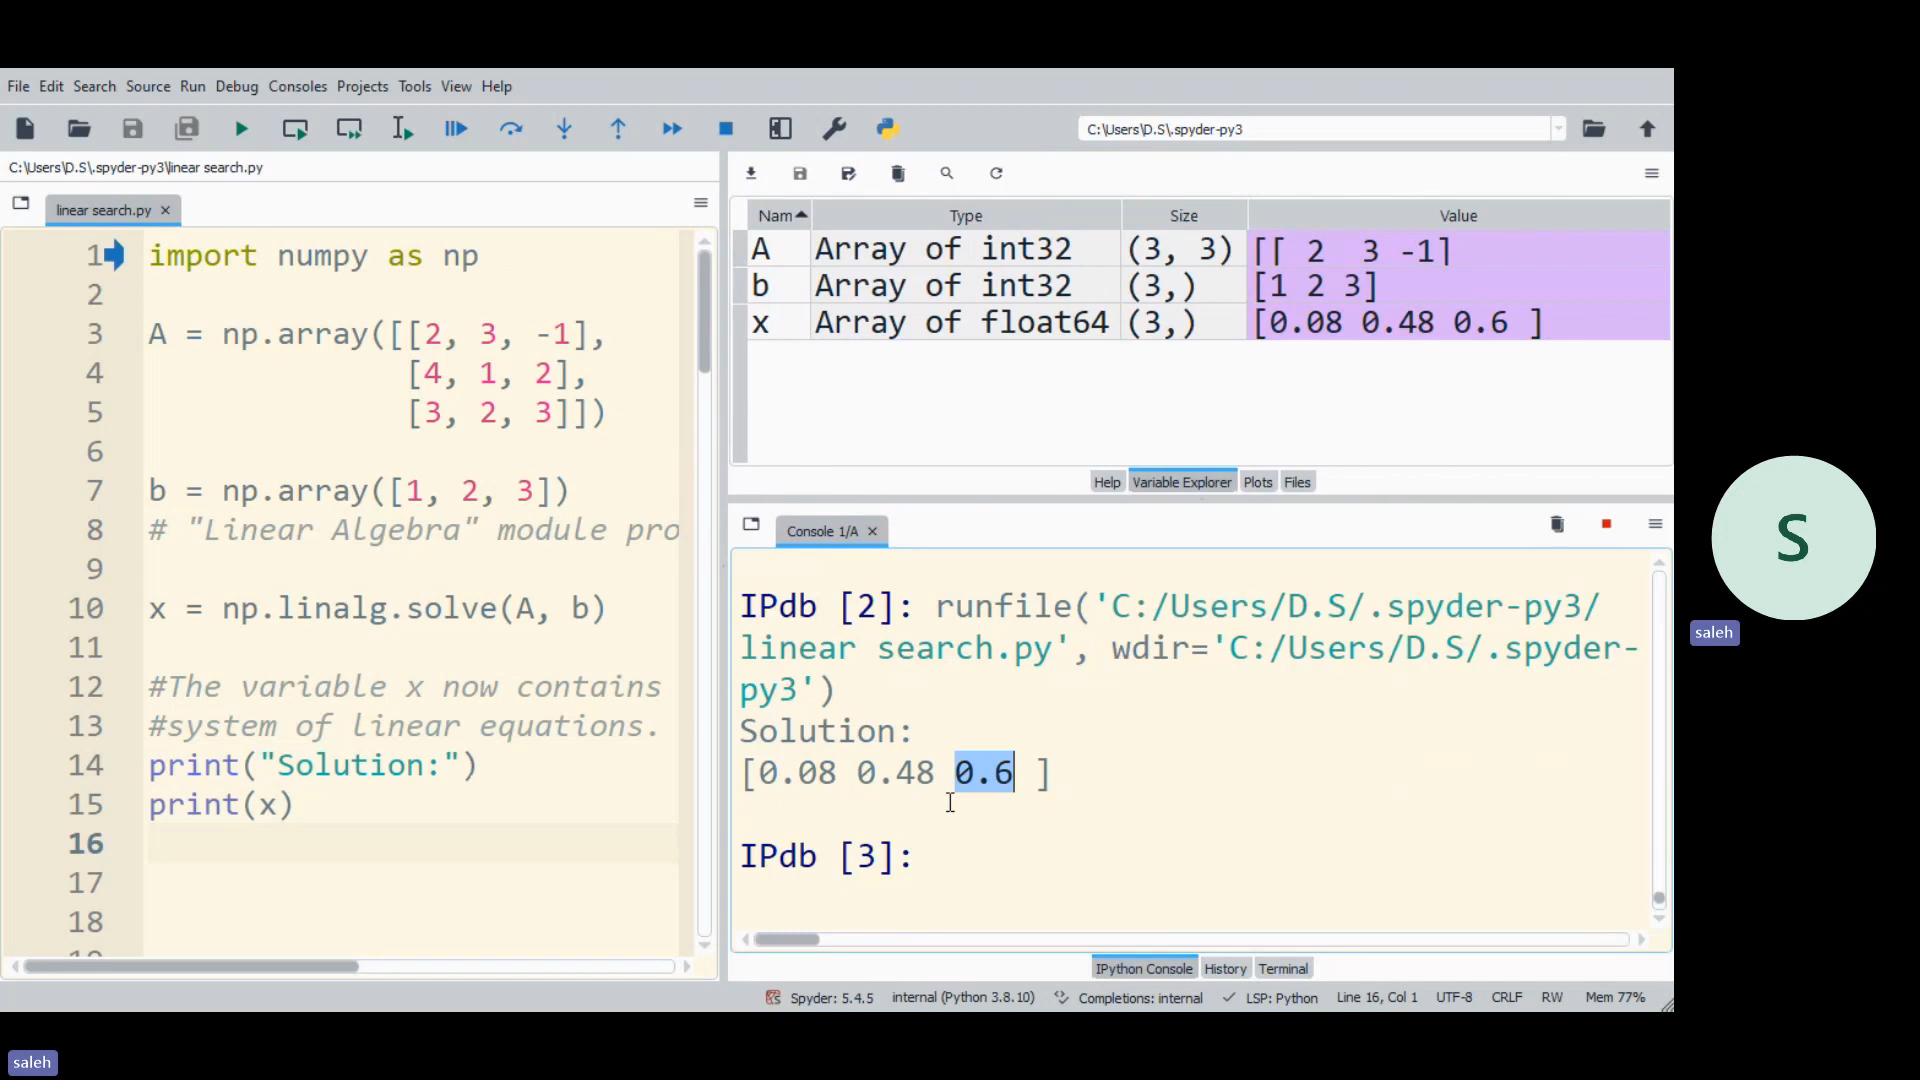 File Edit Search Source Run Debug Consoles Projects Tools View Help
C:\Users\D.S\.spyder-py3
C:\Users\D.S\.spyder-py3\linear search.py
linear search.py
1 import numpy as np
2
3 A = np.array([[2, 3, -1],
4 [4, 1, 2],
5 [3, 2, 3]])
6
7 b = np.array([1, 2, 3])
8 # "Linear Algebra" module pro
9
10 x = np.linalg.solve(A, b)
11
12 #The variable x now contains
13 #system of linear equations.
14 print("Solution:")
15 print(x)
16
17
18
Nam Type Size Value
A Array of int32 (3, 3) [[ 2 3 -1]
b Array of int32 (3,) [1 2 3]
x Array of float64 (3,) [0.08 0.48 0.6 ]
Help Variable Explorer Plots Files
Console 1/A
IPdb [2]: runfile('C:/Users/D.S/.spyder-py3/
linear search.py', wdir='C:/Users/D.S/.spyder-
py3')
Solution:
[0.08 0.48 0.6 ]
IPdb [3]:
IPython Console History Terminal
Spyder: 5.4.5 internal (Python 3.8.10) Completions: internal LSP: Python Line 16, Col 1 UTF-8 CRLF RW Mem 77%
S
saleh
saleh